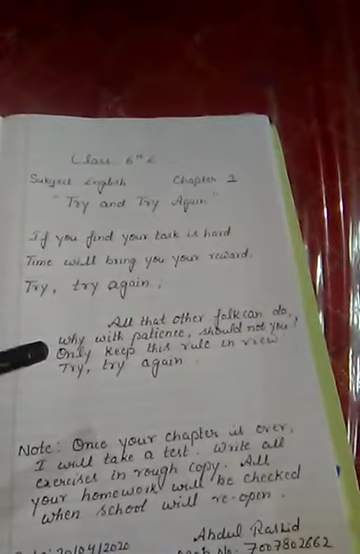 Class 6th
Subject English Chapter 1
"Try and Try Again"
If you find your task is hard
Time will bring you your reward.
Try, try again;
All that other folk can do,
why with patience, should not you?
Only keep this rule in view
Try, try again.
Note: Once your chapter is over,
I will take a test. Write all
exercises in rough copy. All
your homework will be checked
when school will re-open.
Abdul Rashid
20/04/2020
No. 7007802662